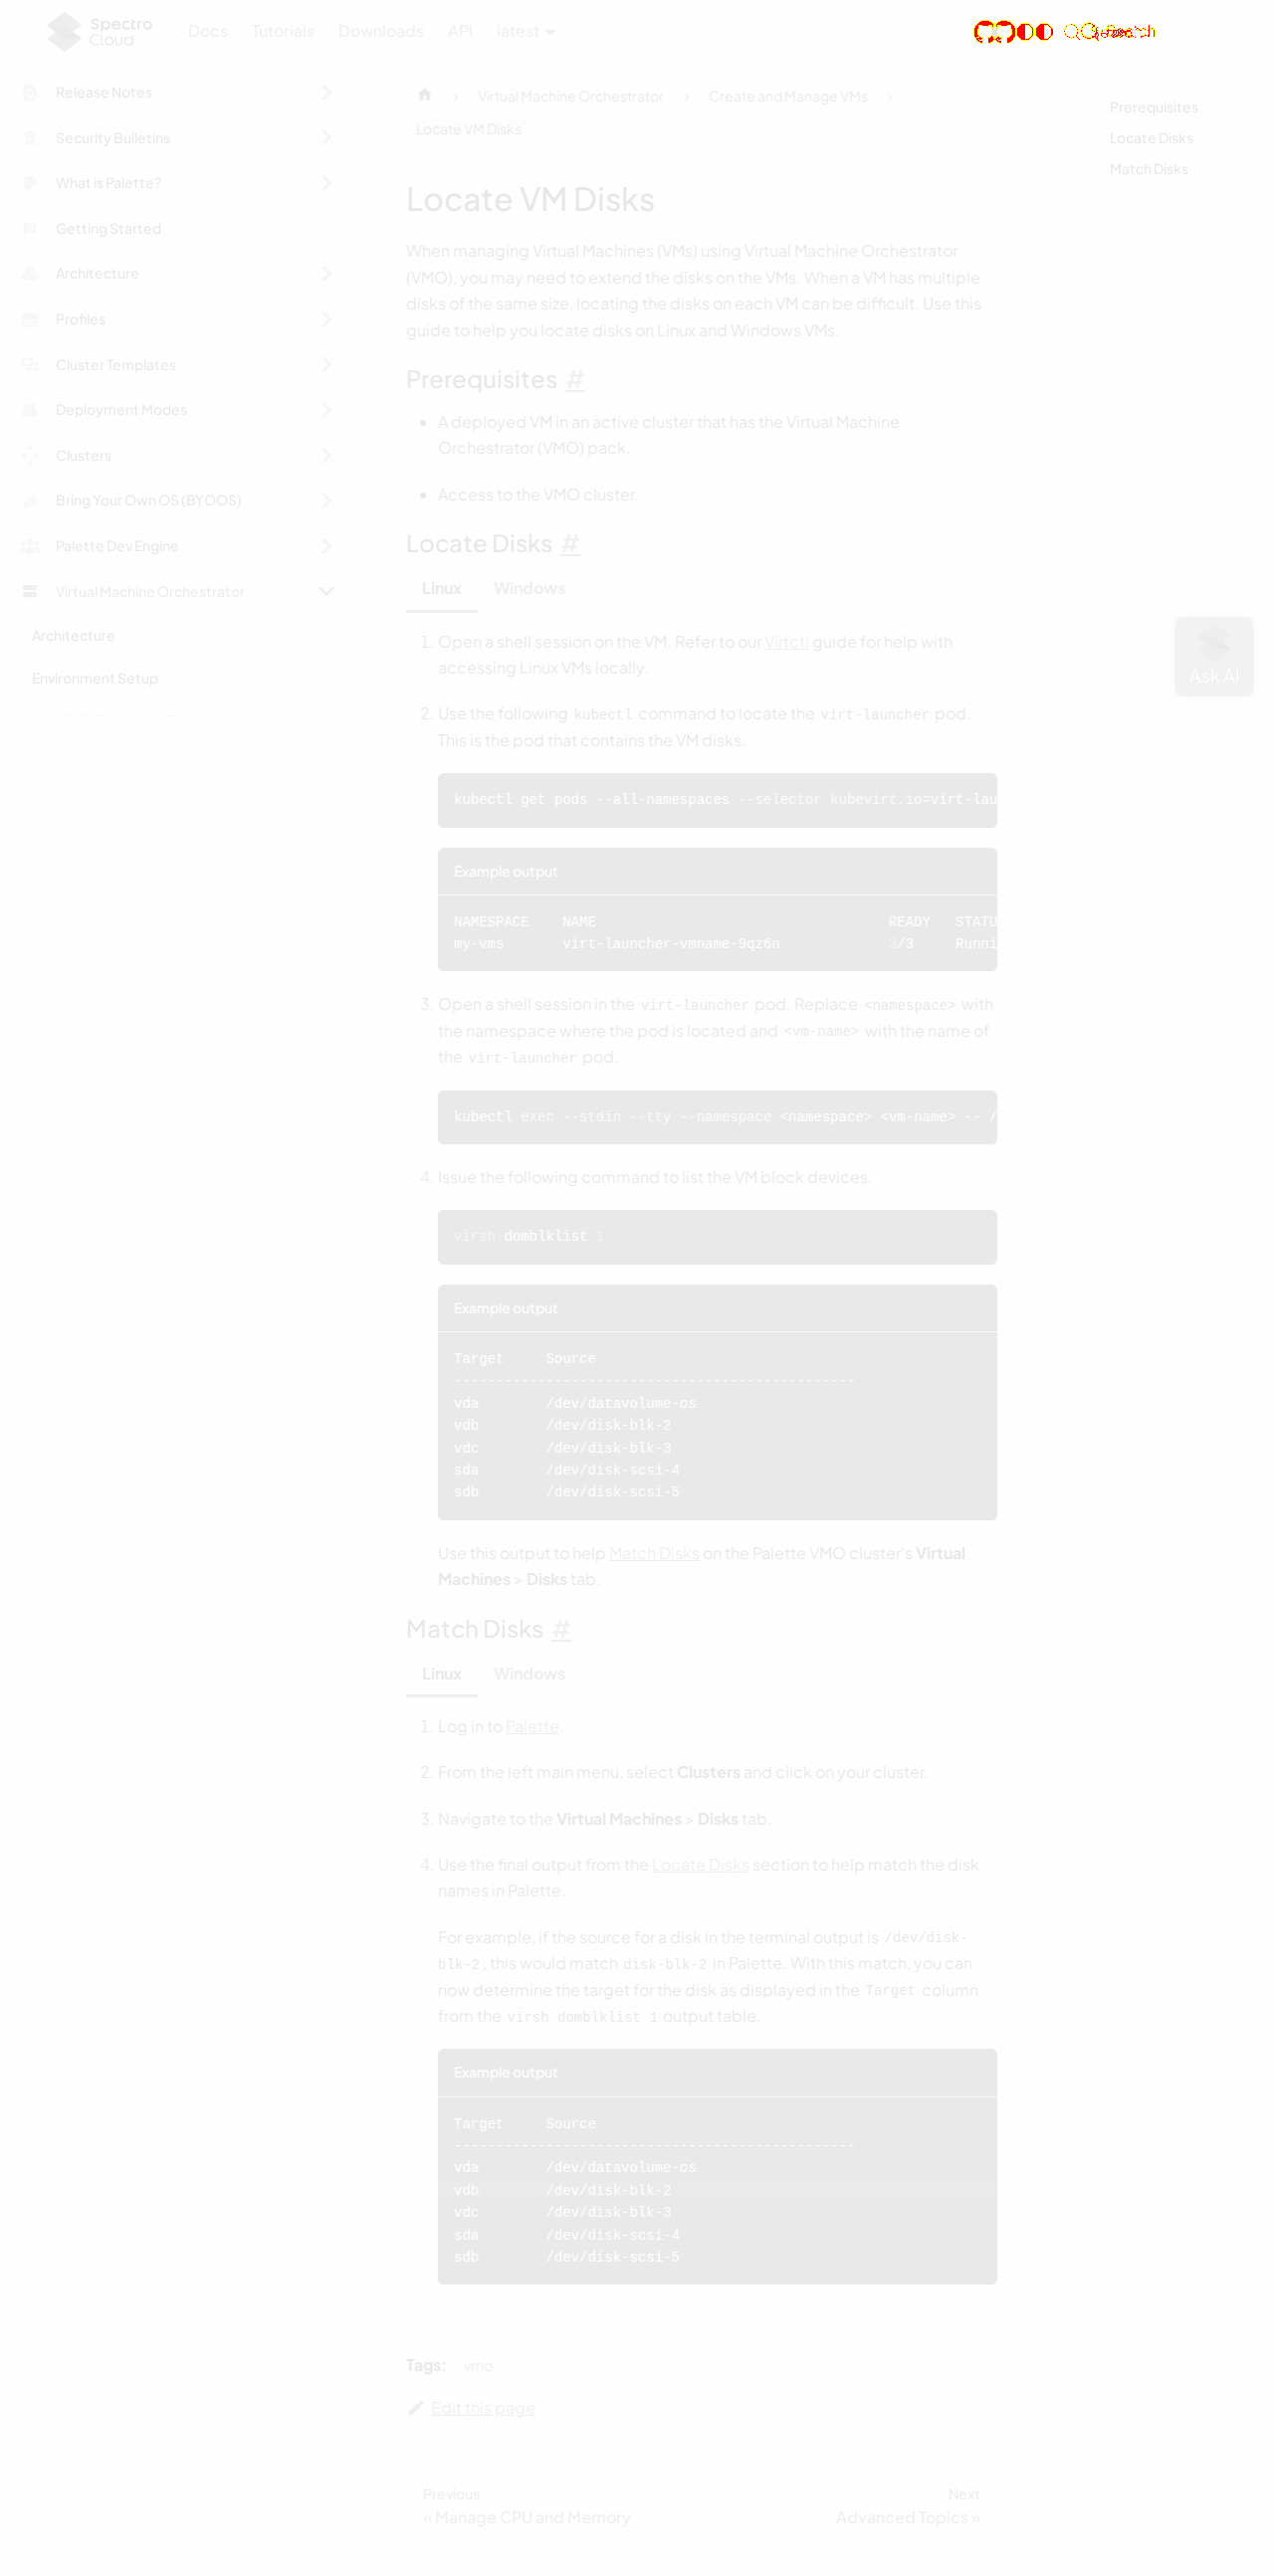 Spectro
Cloud
Docs
Tutorials
Downloads
API
latest
Search
Release Notes
Security Bulletins
What is Palette?
Getting Started
Architecture
Profiles
Cluster Templates
Deployment Modes
Clusters
Bring Your Own OS (BYOOS)
Palette Dev Engine
Virtual Machine Orchestrator
Architecture
Environment Setup
Virtual Machine Orchestrator
Create and Manage VMs
Locate VM Disks
Locate VM Disks
When managing Virtual Machines (VMs) using Virtual Machine Orchestrator
(VMO), you may need to extend the disks on the VMs. When a VM has multiple
disks of the same size, locating the disks on each VM can be difficult. Use this
guide to help you locate disks on Linux and Windows VMs.
Prerequisites #
• A deployed VM in an active cluster that has the Virtual Machine
Orchestrator (VMO) pack.
• Access to the VMO cluster.
Locate Disks #
Linux Windows
1. Open a shell session on the VM. Refer to our Virtctl guide for help with
accessing Linux VMs locally.
2. Use the following kubectl command to locate the virt-launcher pod.
This is the pod that contains the VM disks.
kubectl get pods --all-namespaces --selector kubevirt.io=virt-lau
Example output
NAMESPACE NAME READY STATU
my-vms virt-launcher-vmname-9qz6n 3/3 Runni
3. Open a shell session in the virt-launcher pod. Replace <namespace> with
the namespace where the pod is located and <vm-name> with the name of
the virt-launcher pod.
kubectl exec --stdin --tty --namespace <namespace> <vm-name> -- /
4. Issue the following command to list the VM block devices.
virsh domblklist 1
Example output
Target Source
------------------------------------------------
vda /dev/datavolume-os
vdb /dev/disk-blk-2
vdc /dev/disk-blk-3
sda /dev/disk-scsi-4
sdb /dev/disk-scsi-5
Use this output to help Match Disks on the Palette VMO cluster's Virtual
Machines > Disks tab.
Match Disks #
Linux Windows
1. Log in to Palette.
2. From the left main menu, select Clusters and click on your cluster.
3. Navigate to the Virtual Machines > Disks tab.
4. Use the final output from the Locate Disks section to help match the disk
names in Palette.
For example, if the source for a disk in the terminal output is /dev/disk-
blk-2, this would match disk-blk-2 in Palette. With this match, you can
now determine the target for the disk as displayed in the Target column
from the virsh domblklist 1 output table.
Example output
Target Source
------------------------------------------------
vda /dev/datavolume-os
vdb /dev/disk-blk-2
vdc /dev/disk-blk-3
sda /dev/disk-scsi-4
sdb /dev/disk-scsi-5
Tags: vmo
Edit this page
Previous
« Manage CPU and Memory
Next
Advanced Topics »
Prerequisites
Locate Disks
Match Disks
Ask AI